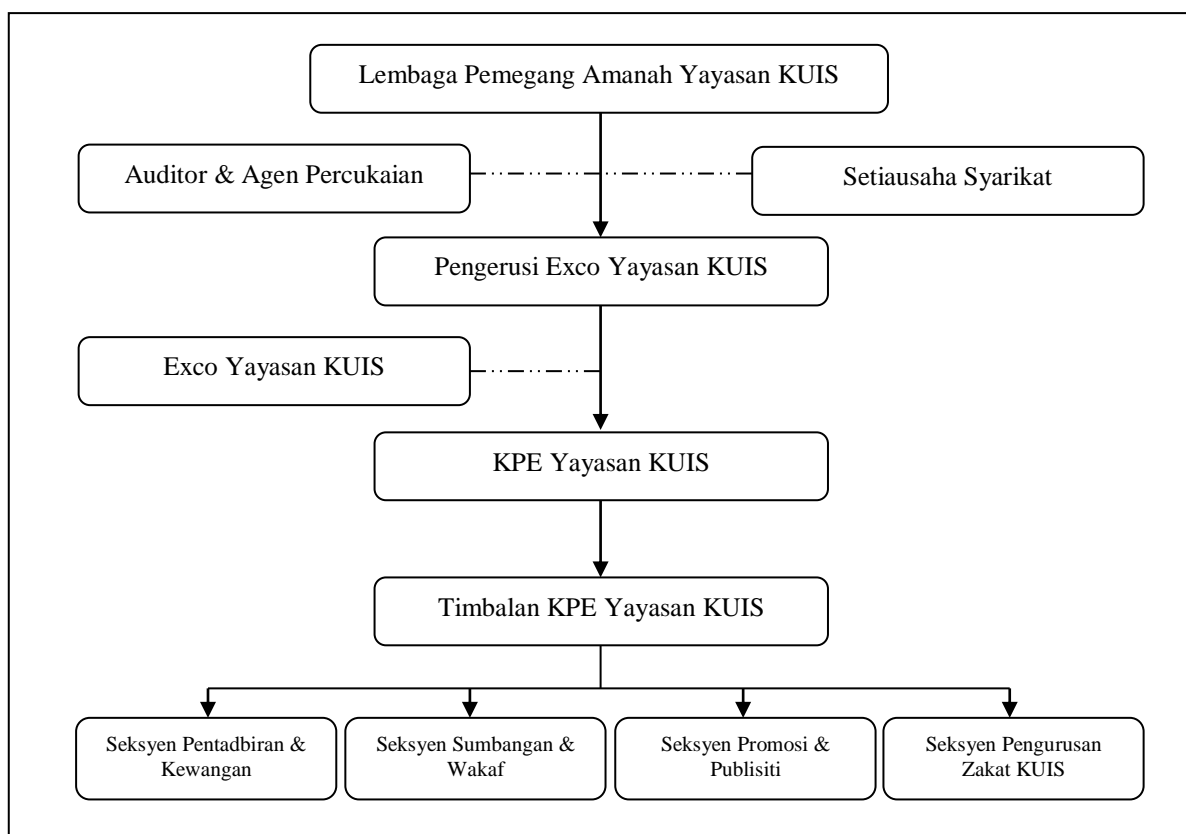 Lembaga Pemegang Amanah Yayasan KUIS
Auditor & Agen Percukaian
Setiausaha Syarikat
Pengerusi Exco Yayasan KUIS
Exco Yayasan KUIS
KPE Yayasan KUIS
Timbalan KPE Yayasan KUIS
Seksyen Pentadbiran &
Kewangan
Seksyen Sumbangan &
Wakaf
Seksyen Promosi &
Publisiti
Seksyen Pengurusan
Zakat KUIS